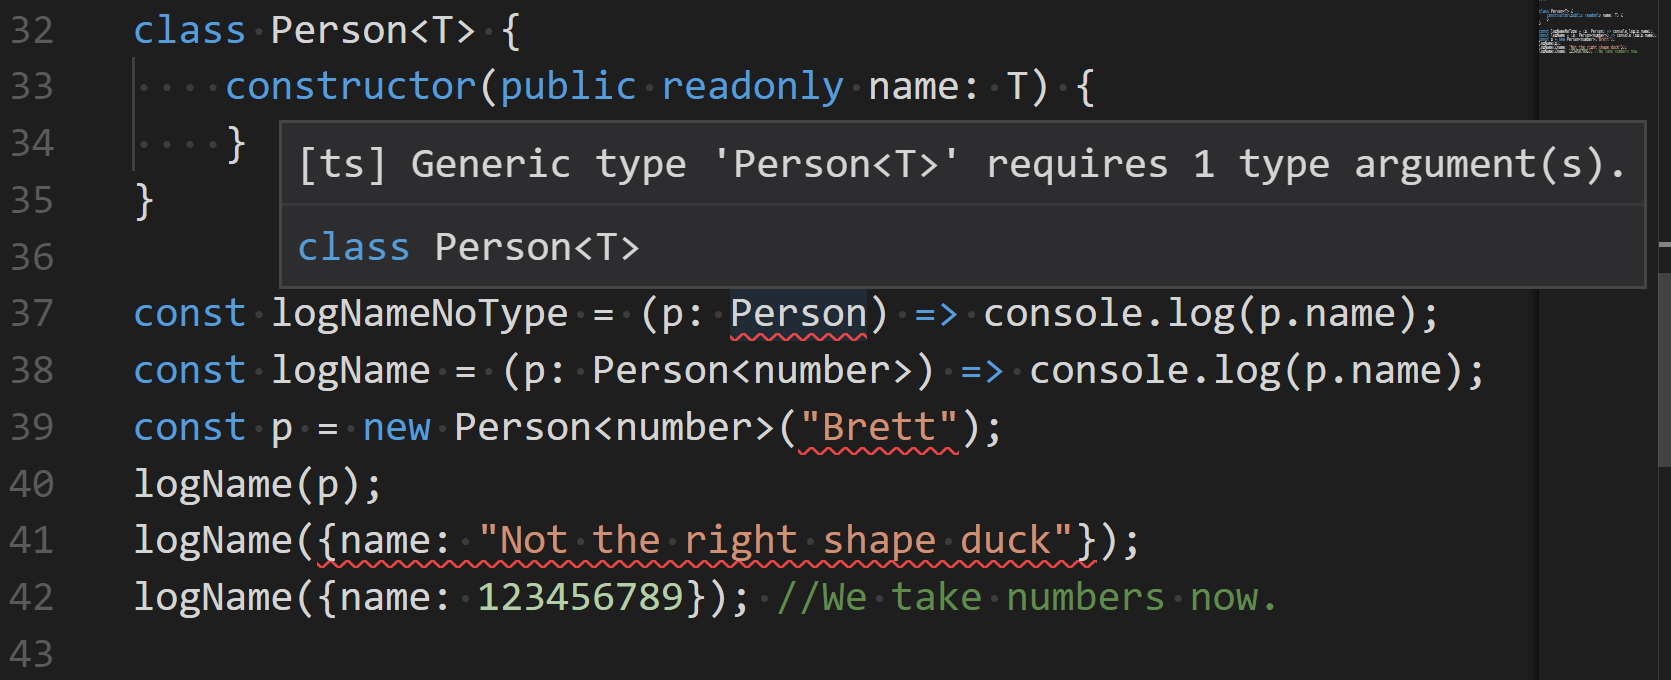 32 class Person<T> {
33     constructor(public readonly name: T) {
34     }
[ts] Generic type 'Person<T>' requires 1 type argument(s).
35 }
class Person<T>
36
37 const logNameNoType = (p: Person) => console.log(p.name);
38 const logName = (p: Person<number>) => console.log(p.name);
39 const p = new Person<number>("Brett");
40 logName(p);
41 logName({name: "Not the right shape duck"});
42 logName({name: 123456789}); //We take numbers now.
43